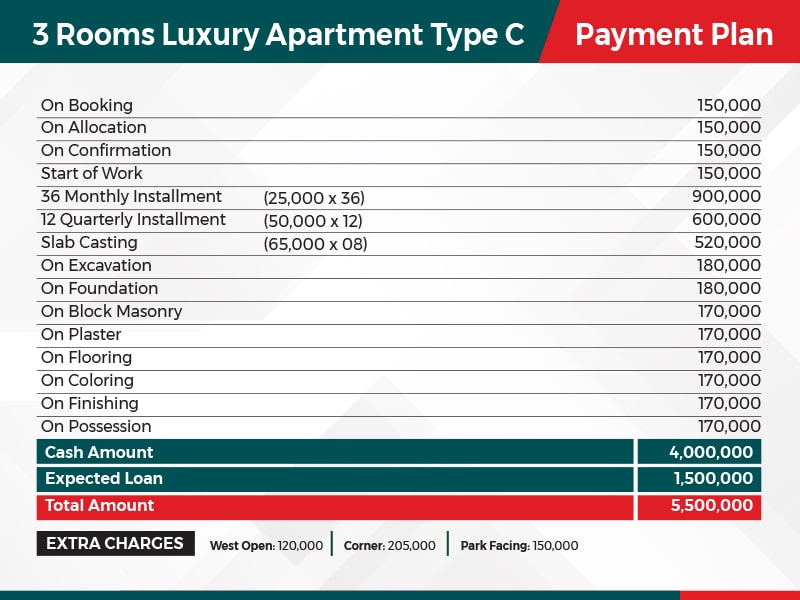 3 Rooms Luxury Apartment Type C Payment Plan
On Booking 150,000
On Allocation 150,000
On Confirmation 150,000
Start of Work 150,000
36 Monthly Installment (25,000 x 36) 900,000
12 Quarterly Installment (50,000 x 12) 600,000
Slab Casting (65,000 x 08) 520,000
On Excavation 180,000
On Foundation 180,000
On Block Masonry 170,000
On Plaster 170,000
On Flooring 170,000
On Coloring 170,000
On Finishing 170,000
On Possession 170,000
Cash Amount 4,000,000
Expected Loan 1,500,000
Total Amount 5,500,000
EXTRA CHARGES West Open: 120,000 Corner: 205,000 Park Facing: 150,000